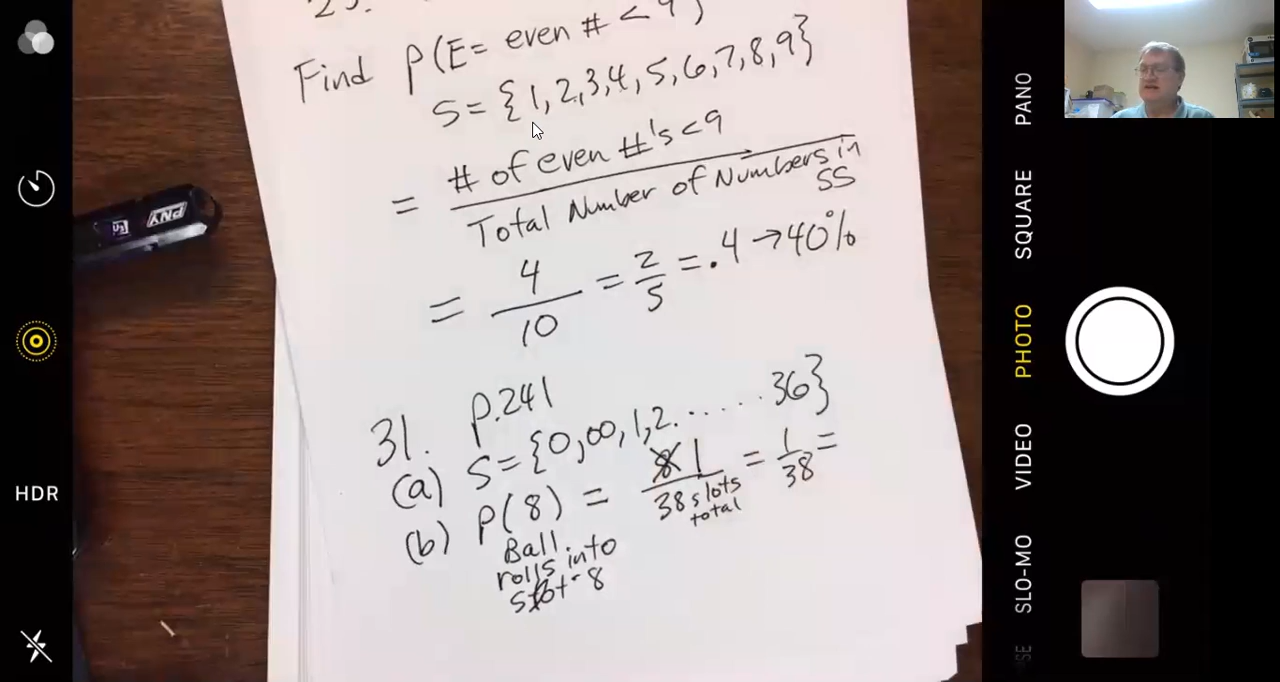 Find P(E= even # < 9)
S = {1,2,3,4,5,6,7,8,9}
= # of even #'s < 9
Total Number of Numbers in SS
= 4/10 = 2/5 = .4 → 40%
31. p.241
(a) S = {0,00,1,2......36}
(b) P(8) = 1/38 slots total = 1/38 =
Ball
rolls into
slot-8
PNY
HDR
PANO
SQUARE
PHOTO
VIDEO
SLO-MO